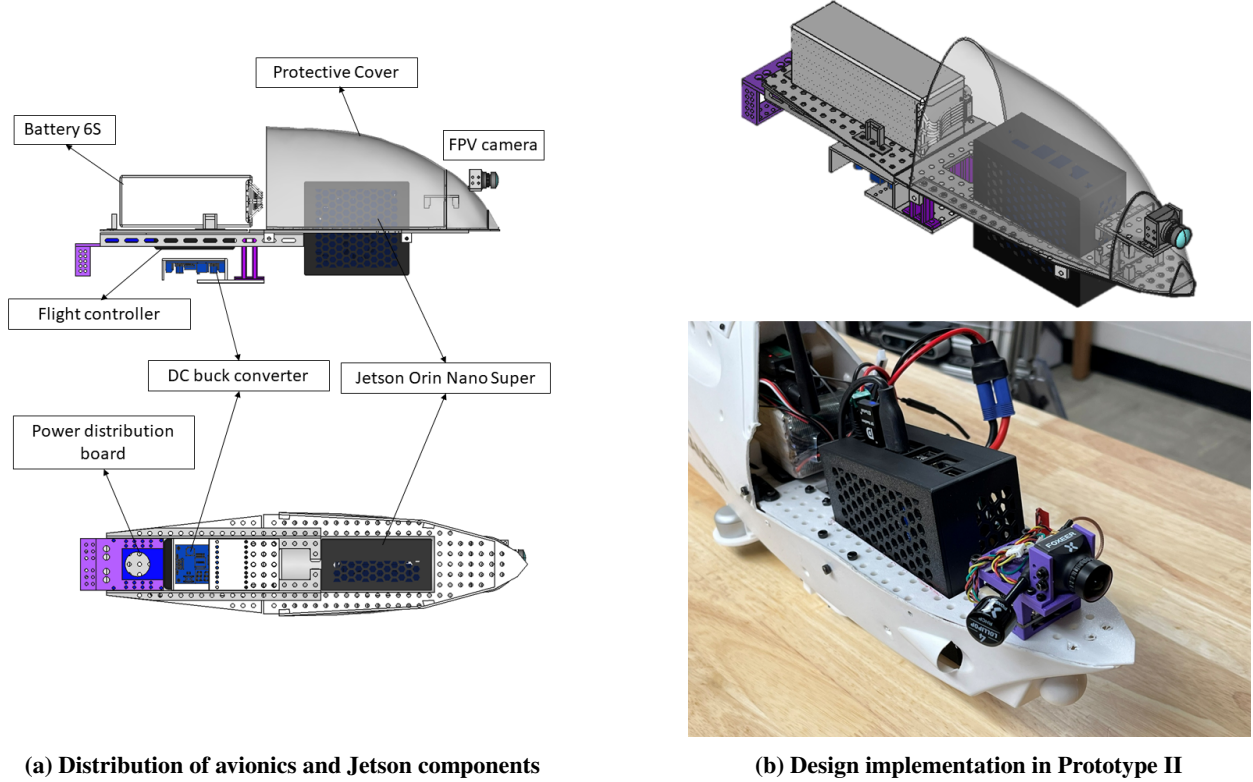 Protective Cover
Battery 6S
FPV camera
Flight controller
DC buck converter
Jetson Orin Nano Super
Power distribution
board
FOXEER
LOLLIPOP
4
(a) Distribution of avionics and Jetson components
(b) Design implementation in Prototype II